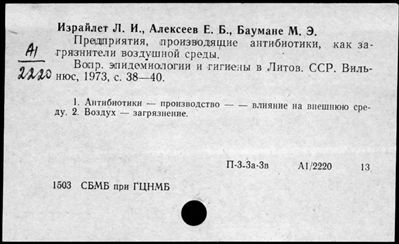 Израйлет Л. И., Алексеев Е. Б., Баумане М. Э.
Предприятия, производящие антибиотики, как за-
грязнители воздушной среды.
А1
2220
Вопр. эпидемиологии и гигиены в Литов. ССР. Виль-
нюс, 1973, с. 38—40.
1. Антибиотики — производство — — влияние на внешнюю сре-
ду. 2. Воздух — загрязнение.
П-3-3а-3в А1/2220 13
1503 СБМБ при ГЦНМБ